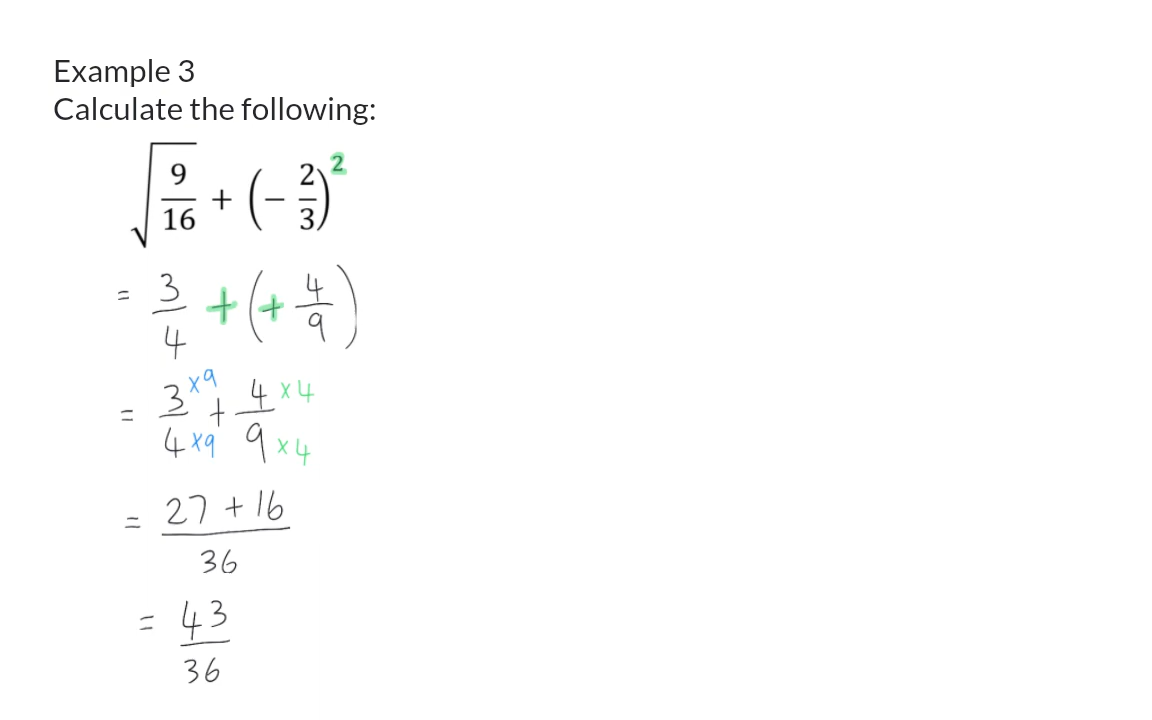 Example 3
Calculate the following:
√(9/16) + (− 2/3)²
= 3/4 + (+ 4/9)
= 3 ×9 / 4 ×9 + 4 ×4 / 9 ×4
= 27 + 16 / 36
= 43/36